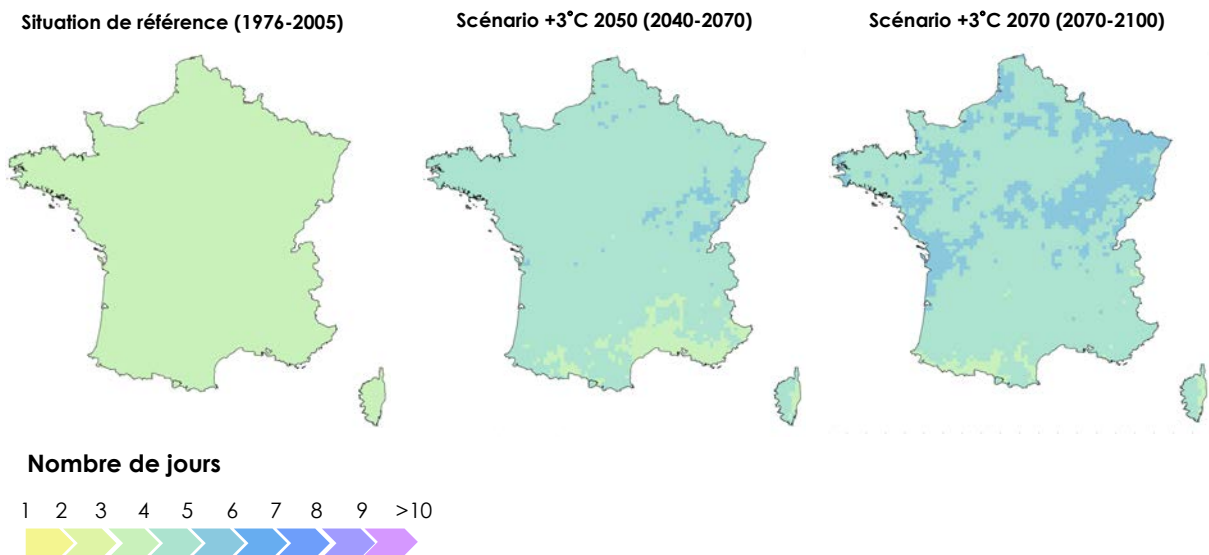 Situation de référence (1976-2005)
Scénario +3°C 2050 (2040-2070)
Scénario +3°C 2070 (2070-2100)
Nombre de jours
1 2 3 4 5 6 7 8 9 >10